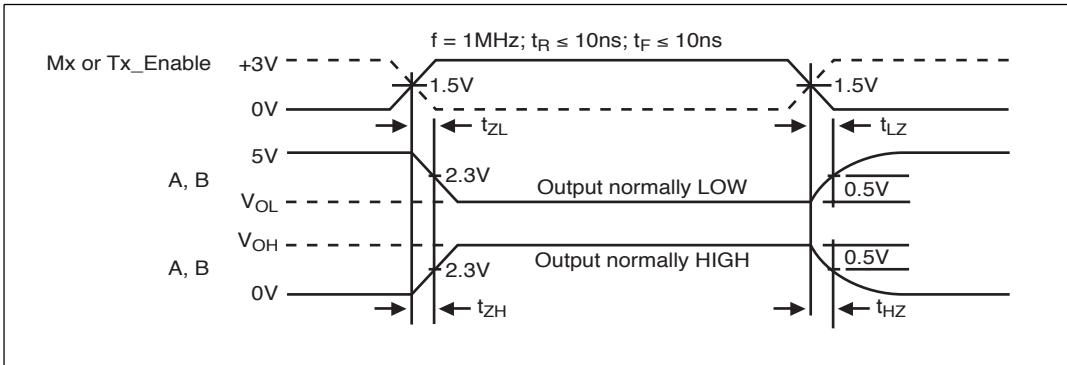 f = 1MHz; tR ≤ 10ns; tF ≤ 10ns
Mx or Tx_Enable
+3V
1.5V
1.5V
0V
tZL
tLZ
5V
A, B
2.3V
Output normally LOW
0.5V
VOL
VOH
A, B
2.3V
Output normally HIGH
0.5V
0V
tZH
tHZ